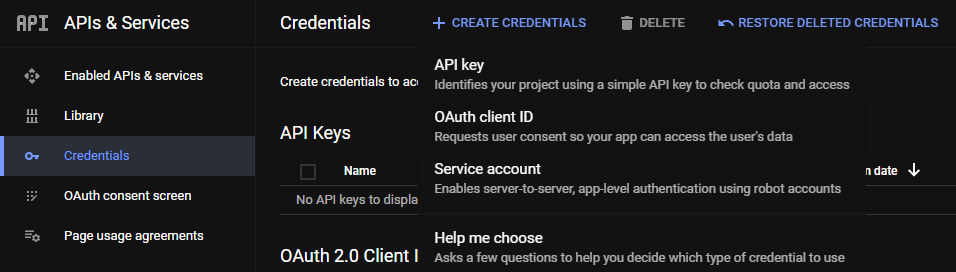 API APIs & Services
Credentials
+ CREATE CREDENTIALS
DELETE
RESTORE DELETED CREDENTIALS
Enabled APIs & services
Library
Credentials
OAuth consent screen
Page usage agreements
Create credentials to acc
API Keys
Name
n date
No API keys to displa
OAuth 2.0 Client I
API key
Identifies your project using a simple API key to check quota and access
OAuth client ID
Requests user consent so your app can access the user's data
Service account
Enables server-to-server, app-level authentication using robot accounts
Help me choose
Asks a few questions to help you decide which type of credential to use